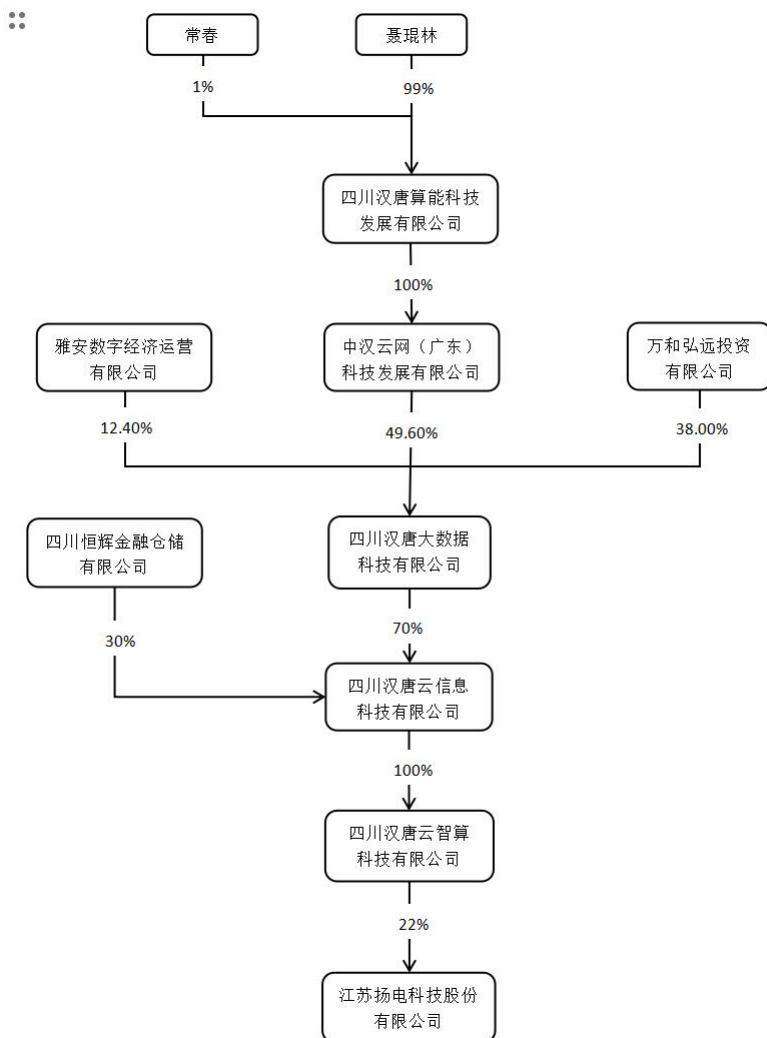 常春
聂琨林
1%
99%
四川汉唐算能科技
发展有限公司
100%
雅安数字经济运营
有限公司
中汉云网（广东）
科技发展有限公司
万和弘远投资
有限公司
12.40%
49.60%
38.00%
四川恒辉金融仓储
有限公司
四川汉唐大数据
科技有限公司
30%
70%
四川汉唐云信息
科技有限公司
100%
四川汉唐云智算
科技有限公司
22%
江苏扬电科技股份
有限公司